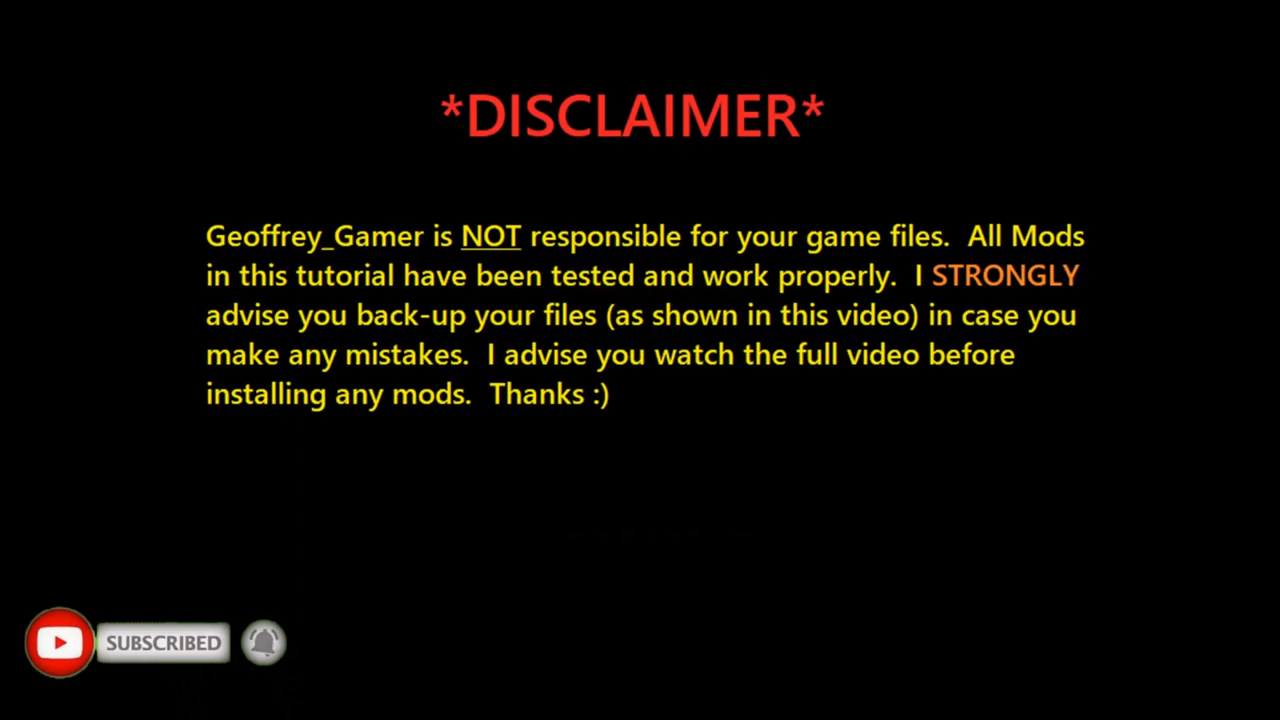 *DISCLAIMER*
Geoffrey_Gamer is NOT responsible for your game files.  All Mods
in this tutorial have been tested and work properly.  I STRONGLY
advise you back-up your files (as shown in this video) in case you
make any mistakes.  I advise you watch the full video before
installing any mods.  Thanks :)
SUBSCRIBED